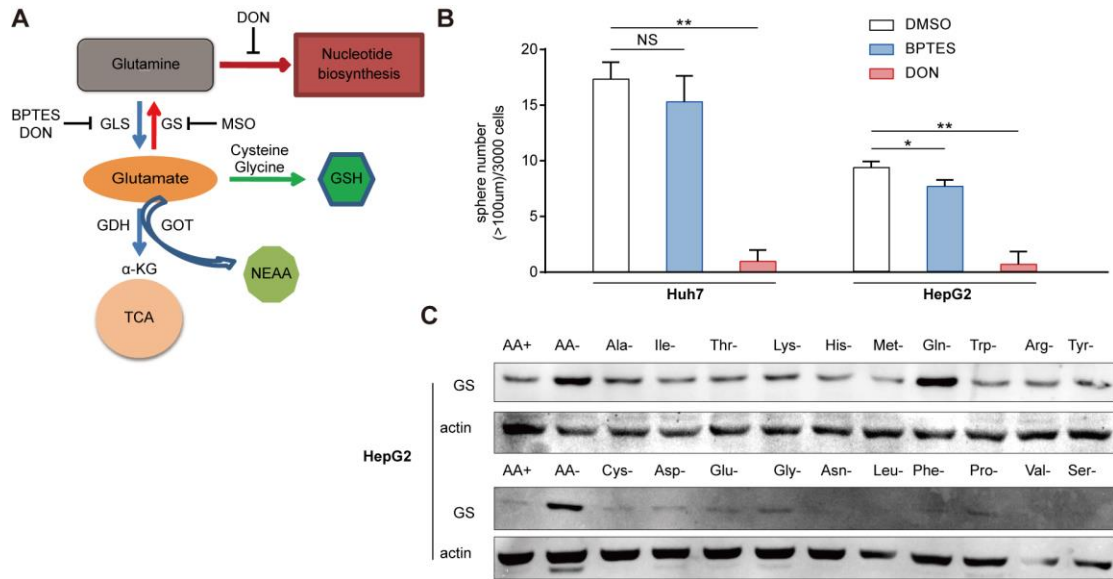 A
DON
Glutamine
Nucleotide
biosynthesis
BPTES
DON
GLS
GS
MSO
Cysteine
Glycine
Glutamate
GSH
GDH
GOT
α-KG
NEAA
TCA
B
DMSO
BPTES
DON
**
NS
**
*
20
15
10
5
0
sphere number
(>100um)/3000 cells
Huh7
HepG2
C
AA+ AA- Ala- Ile- Thr- Lys- His- Met- Gln- Trp- Arg- Tyr-
GS
actin
HepG2
AA+ AA- Cys- Asp- Glu- Gly- Asn- Leu- Phe- Pro- Val- Ser-
GS
actin